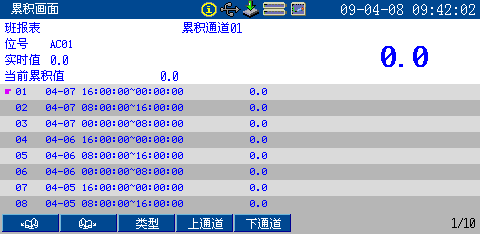 累积画面 09-04-08 09:42:02
班报表 累积通道01
位号 AC01
实时值 0.0 0.0
当前累积值 0.0
01 04-07 16:00:00~00:00:00 0.0
02 04-07 08:00:00~16:00:00 0.0
03 04-07 00:00:00~08:00:00 0.0
04 04-06 16:00:00~00:00:00 0.0
05 04-06 08:00:00~16:00:00 0.0
06 04-06 00:00:00~08:00:00 0.0
07 04-05 16:00:00~00:00:00 0.0
08 04-05 08:00:00~16:00:00 0.0
类型 上通道 下通道 1/10